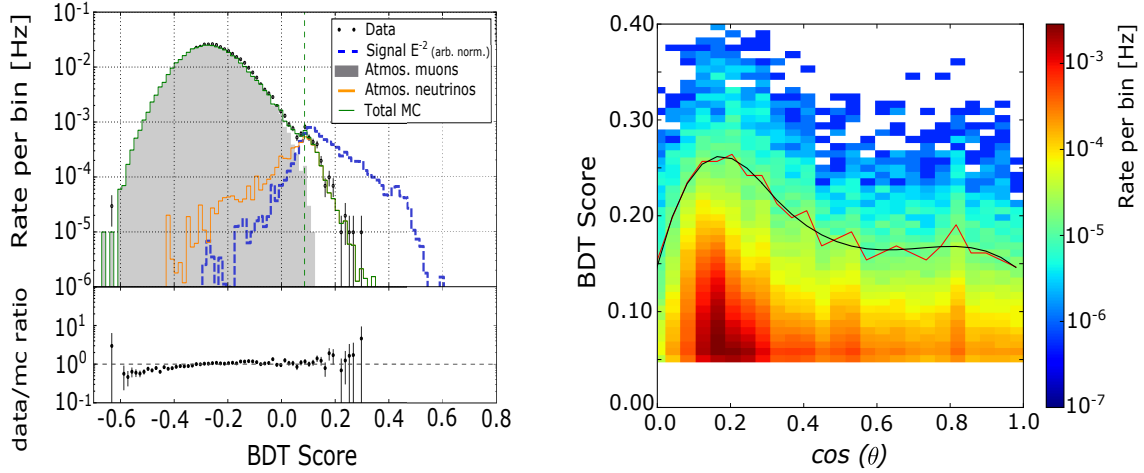 Rate per bin [Hz]
10^-1
10^-2
10^-3
10^-4
10^-5
10^-6
Data
Signal E^-2 (arb. norm.)
Atmos. muons
Atmos. neutrinos
Total MC
data/mc ratio
10^1
10^0
10^-1
-0.6 -0.4 -0.2 0.0 0.2 0.4 0.6 0.8
BDT Score
BDT Score
0.40
0.30
0.20
0.10
0.00
0.0 0.2 0.4 0.6 0.8 1.0
cos (θ)
10^-3
10^-4
10^-5
10^-6
10^-7
Rate per bin [Hz]